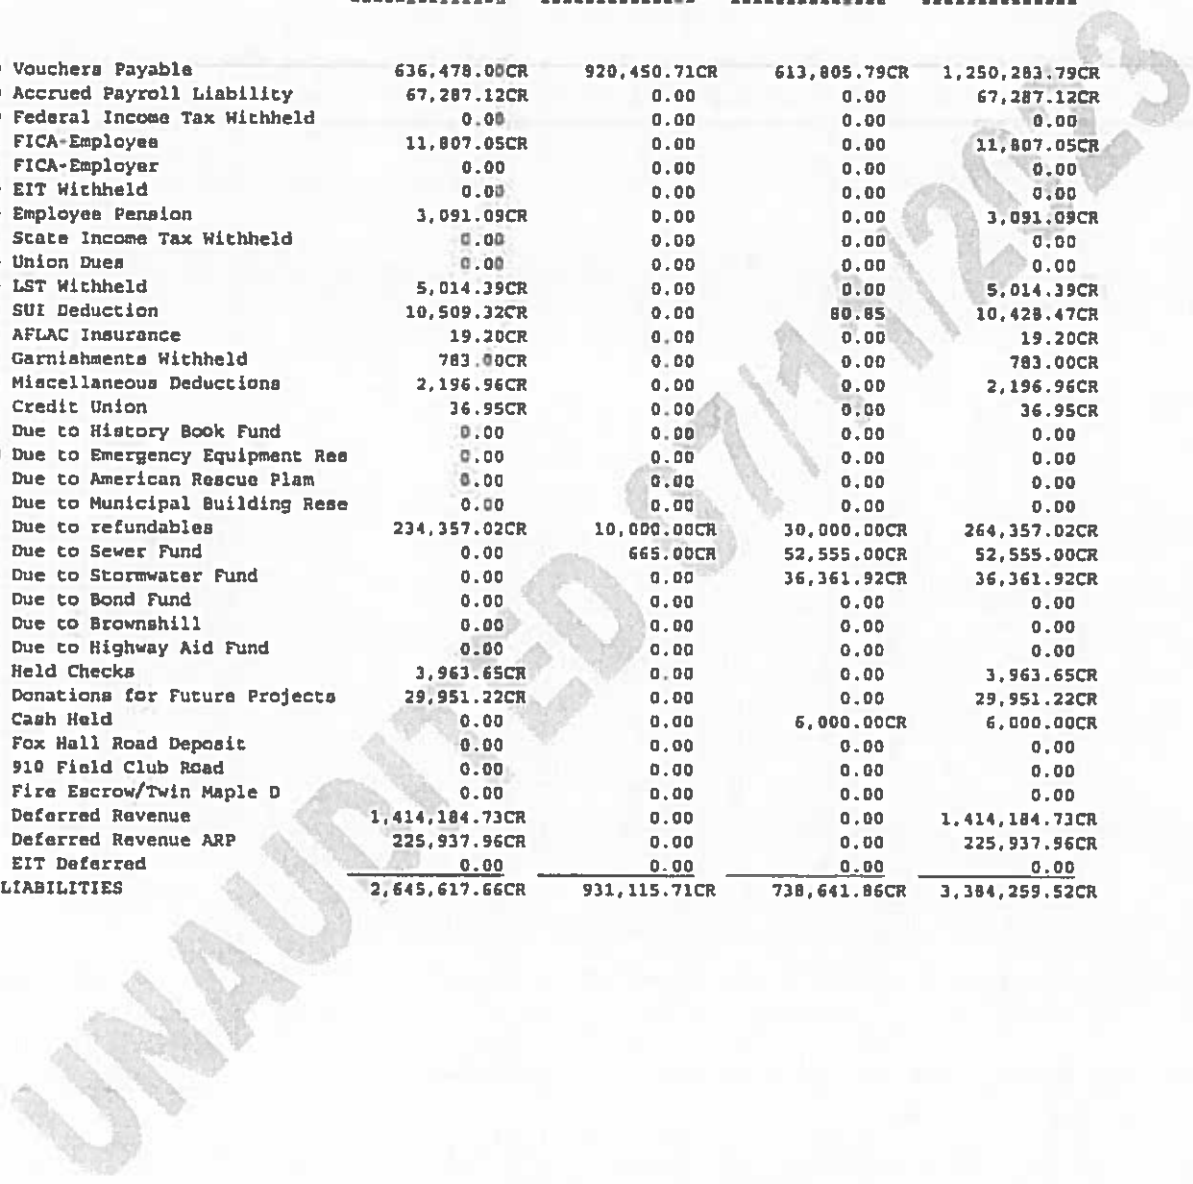 Vouchers Payable 636,478.00CR 920,450.71CR 613,805.79CR 1,250,283.79CR
Accrued Payroll Liability 67,287.12CR 0.00 0.00 67,287.12CR
Federal Income Tax Withheld 0.00 0.00 0.00 0.00
FICA-Employee 11,807.05CR 0.00 0.00 11,807.05CR
FICA-Employer 0.00 0.00 0.00 0.00
EIT Withheld 0.00 0.00 0.00 0.00
Employee Pension 3,091.09CR 0.00 0.00 3,091.09CR
State Income Tax Withheld 0.00 0.00 0.00 0.00
Union Dues 0.00 0.00 0.00 0.00
LST Withheld 5,014.39CR 0.00 0.00 5,014.39CR
SUI Deduction 10,509.32CR 0.00 80.85 10,428.47CR
AFLAC Insurance 19.20CR 0.00 0.00 19.20CR
Garnishments Withheld 783.00CR 0.00 0.00 783.00CR
Miscellaneous Deductions 2,196.96CR 0.00 0.00 2,196.96CR
Credit Union 36.95CR 0.00 0.00 36.95CR
Due to History Book Fund 0.00 0.00 0.00 0.00
Due to Emergency Equipment Res 0.00 0.00 0.00 0.00
Due to American Rescue Plam 0.00 0.00 0.00 0.00
Due to Municipal Building Rese 0.00 0.00 0.00 0.00
Due to refundables 234,357.02CR 10,000.00CR 30,000.00CR 264,357.02CR
Due to Sewer Fund 0.00 665.00CR 52,555.00CR 52,555.00CR
Due to Stormwater Fund 0.00 0.00 36,361.92CR 36,361.92CR
Due to Bond Fund 0.00 0.00 0.00 0.00
Due to Brownshill 0.00 0.00 0.00 0.00
Due to Highway Aid Fund 0.00 0.00 0.00 0.00
Held Checks 3,963.65CR 0.00 0.00 3,963.65CR
Donations for Future Projects 29,951.22CR 0.00 0.00 29,951.22CR
Cash Held 0.00 0.00 6,000.00CR 6,000.00CR
Fox Hall Road Deposit 0.00 0.00 0.00 0.00
910 Field Club Road 0.00 0.00 0.00 0.00
Fire Escrow/Twin Maple D 0.00 0.00 0.00 0.00
Deferred Revenue 1,414,184.73CR 0.00 0.00 1,414,184.73CR
Deferred Revenue ARP 225,937.96CR 0.00 0.00 225,937.96CR
EIT Deferred 0.00 0.00 0.00 0.00
LIABILITIES 2,645,617.66CR 931,115.71CR 738,641.86CR 3,384,259.52CR
UNAUDITED